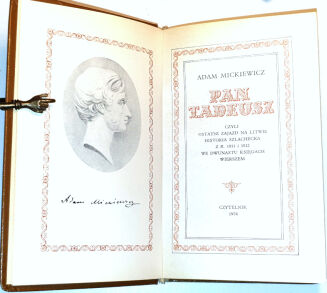 Adam Mickiewicz
ADAM MICKIEWICZ
PAN
TADEUSZ
CZYLI
OSTATNI ZAJAZD NA LITWIE
HISTORIA SZLACHECKA
Z R. 1811 i 1812
WE DWUNASTU KSIĘGACH
WIERSZEM
CZYTELNIK